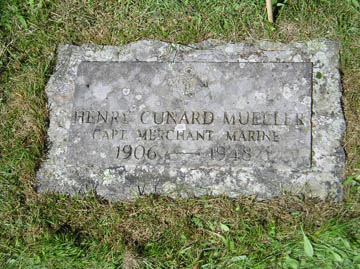 HENRY CUNARD MUELLER
CAPT MERCHANT MARINE
1906 — 1948